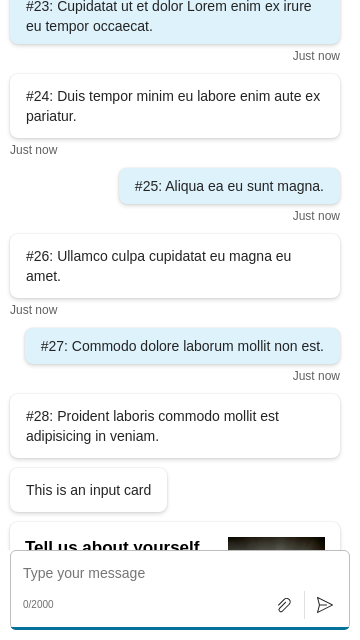 #23: Cupidatat ut et dolor Lorem enim ex irure
eu tempor occaecat.
Just now
#24: Duis tempor minim eu labore enim aute ex
pariatur.
Just now
#25: Aliqua ea eu sunt magna.
Just now
#26: Ullamco culpa cupidatat eu magna eu
amet.
Just now
#27: Commodo dolore laborum mollit non est.
Just now
#28: Proident laboris commodo mollit est
adipisicing in veniam.
This is an input card
Tell us about yourself
Type your message
0/2000